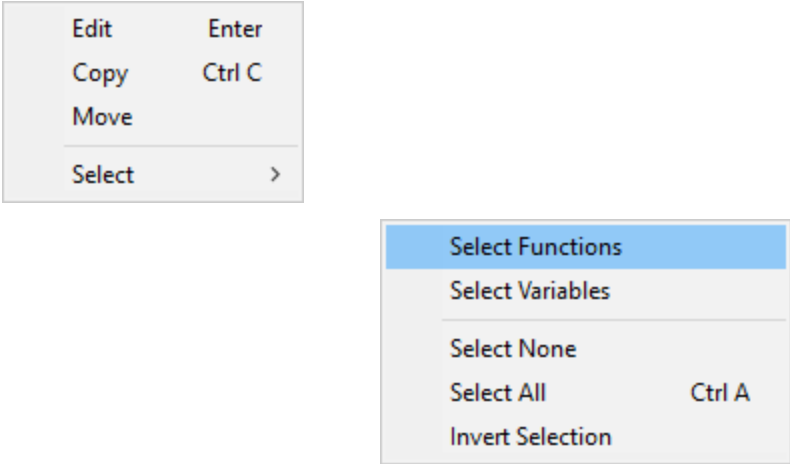 Edit Enter
Copy Ctrl C
Move
Select >
Select Functions
Select Variables
Select None
Select All Ctrl A
Invert Selection